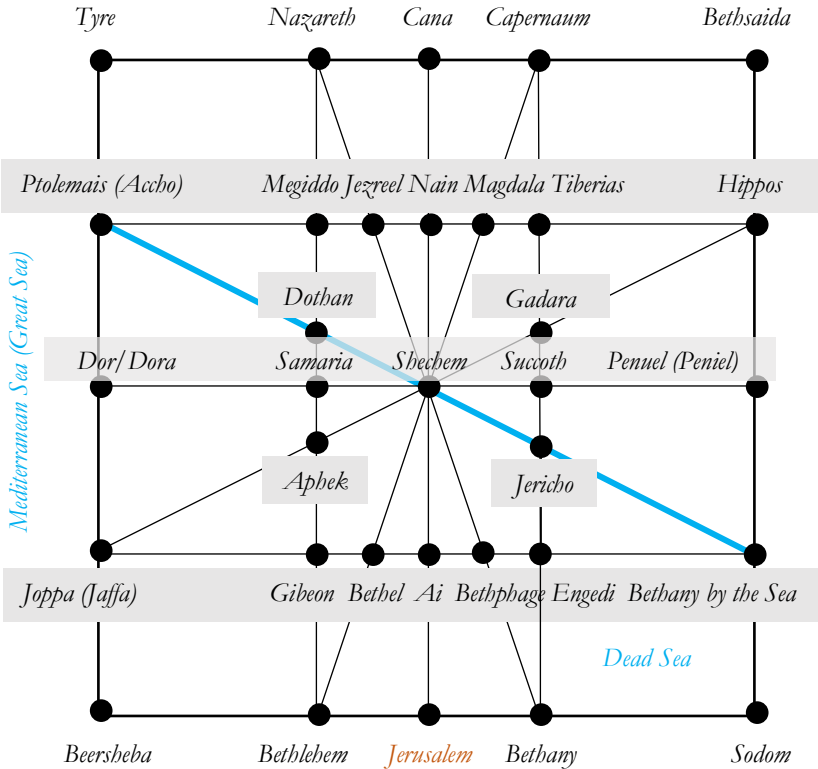 Tyre Nazareth Cana Capernaum Bethsaida
Ptolemais (Accho) Megiddo Jezreel Nain Magdala Tiberias Hippos
Mediterranean Sea (Great Sea)
Dothan Gadara
Dor/Dora Samaria Shechem Succoth Penuel (Peniel)
Aphek Jericho
Joppa (Jaffa) Gibeon Bethel Ai Bethphage Engedi Bethany by the Sea
Dead Sea
Beersheba Bethlehem Jerusalem Bethany Sodom